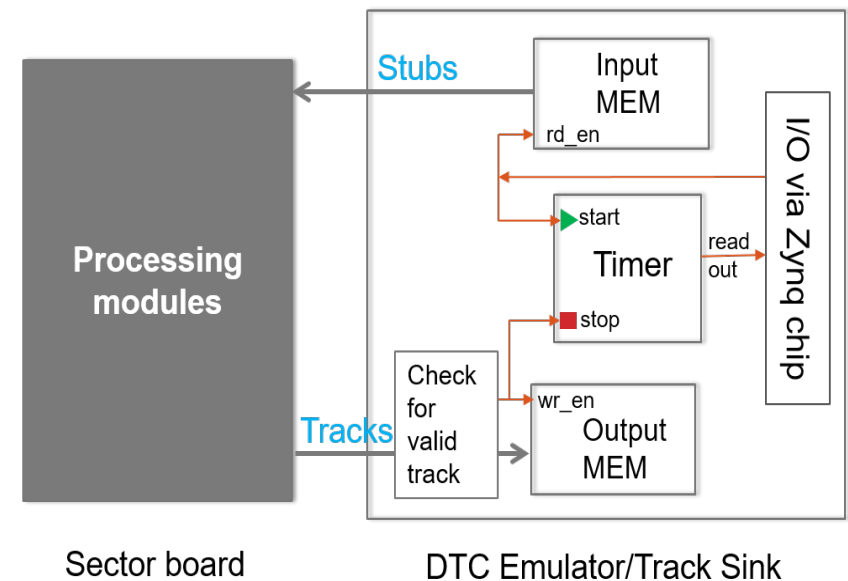 Stubs
Input
MEM
rd_en
I/O via Zynq chip
start
Timer
read
out
stop
Processing
modules
Check
for
valid
track
Tracks
wr_en
Output
MEM
Sector board
DTC Emulator/Track Sink